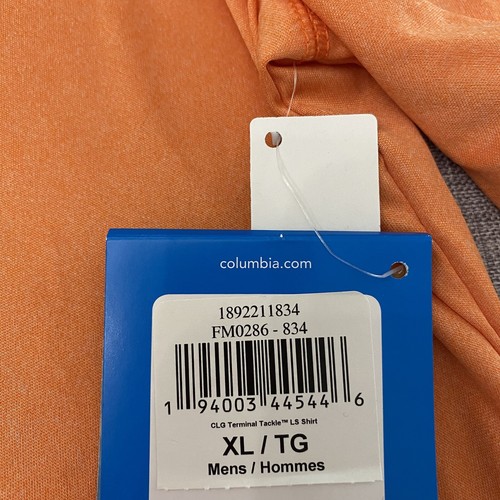 columbia.com
1892211834
FM0286 - 834
1 94003 44544 6
CLG Terminal Tackle™ LS Shirt
XL / TG
Mens / Hommes